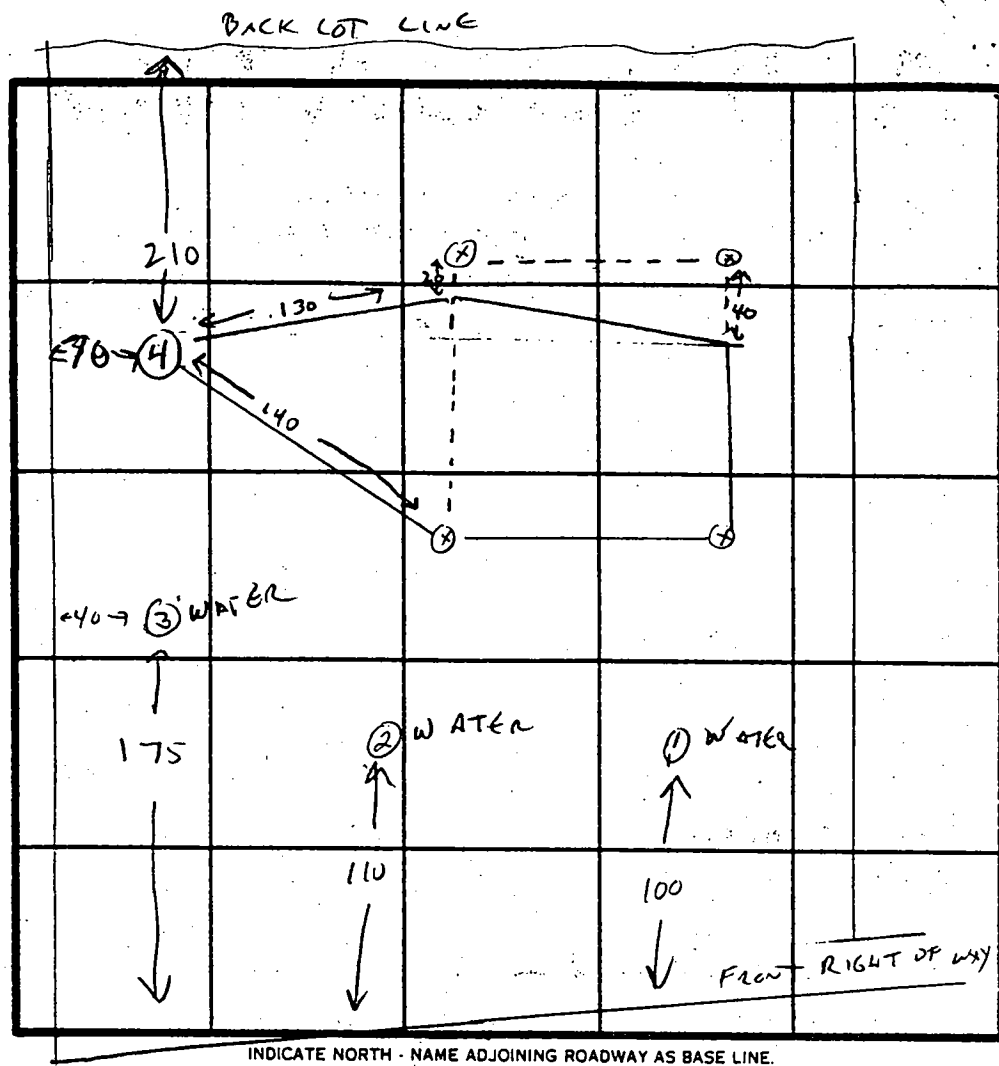 BACK LOT LINE
210
20
40
130
4
140
40 3 WATER
2 WATER
1 WATER
175
110
100
FRONT RIGHT OF WAY
INDICATE NORTH - NAME ADJOINING ROADWAY AS BASE LINE.